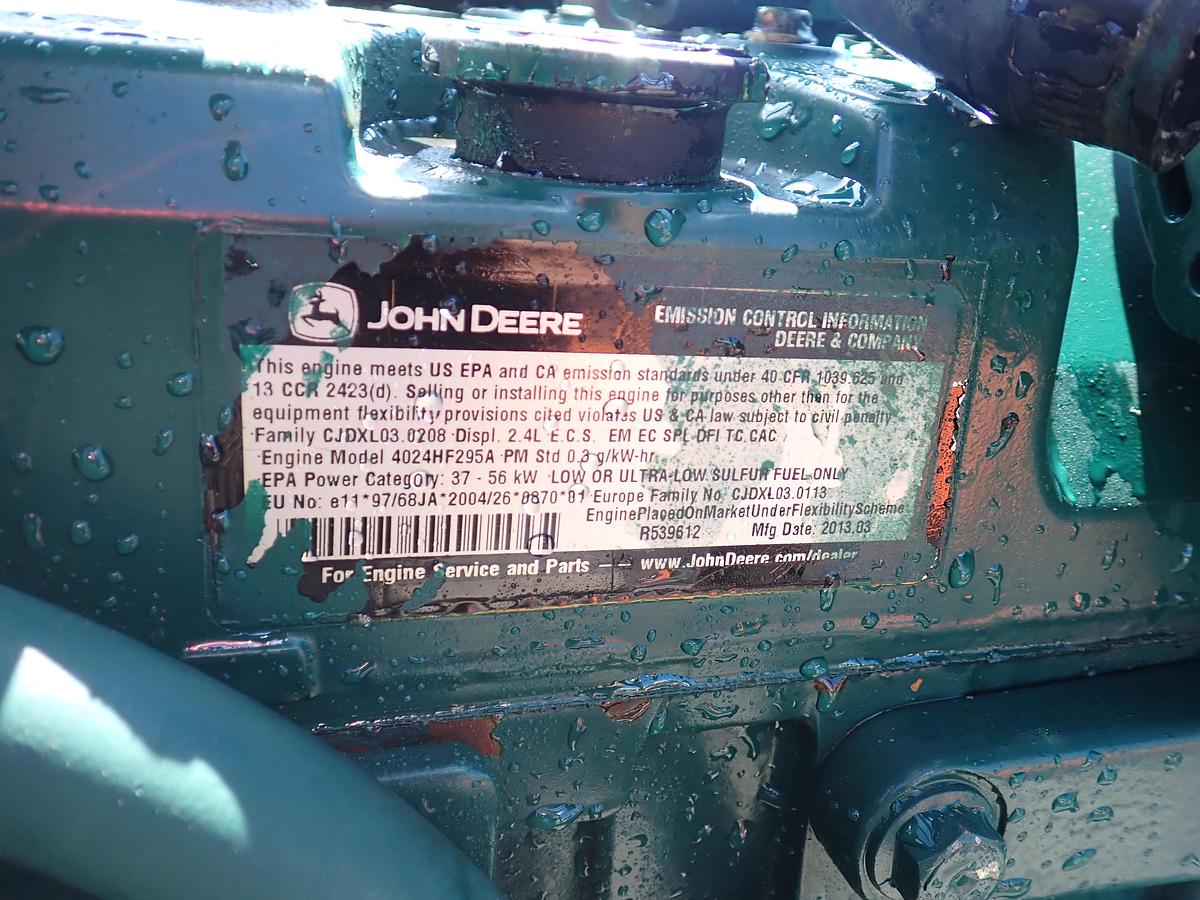 JOHN DEERE
EMISSION CONTROL INFORMATION
DEERE & COMPANY
This engine meets US EPA and CA emission standards under 40 CFR 1039.625 and
13 CCR 2423(d). Selling or installing this engine for purposes other then for the
equipment flexibility provisions cited violates US & CA law subject to civil penalty
Family CJDXL03.0208 Displ. 2.4L E.C.S. EM EC SPL DFI TC CAC
Engine Model 4024HF295A PM Std 0.3 g/kW-hr
EPA Power Category: 37 - 56 kW LOW OR ULTRA-LOW SULFUR FUEL ONLY
EU No: e11*97/68JA*2004/26*0870*01 Europe Family No. CJDXL03.0113
EnginePlacedOnMarketUnderFlexibilityScheme
R539612 Mfg Date: 2013.03
For Engine Service and Parts — www.JohnDeere.com/dealer